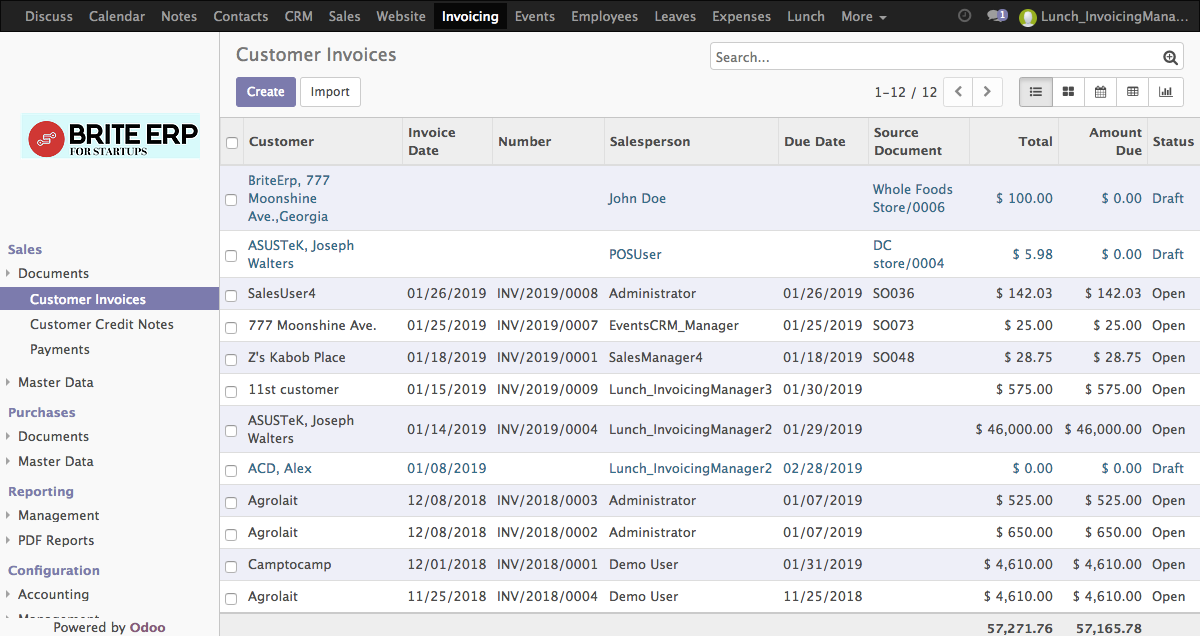 Discuss Calendar Notes Contacts CRM Sales Website Invoicing Events Employees Leaves Expenses Lunch More 1 Lunch_InvoicingMana...
Customer Invoices
Search...
Create Import
1-12 / 12
BRITE ERP
FOR STARTUPS
Sales
Documents
Customer Invoices
Customer Credit Notes
Payments
Master Data
Purchases
Documents
Master Data
Reporting
Management
PDF Reports
Configuration
Accounting
Powered by Odoo
Customer Invoice Date Number Salesperson Due Date Source Document Total Amount Due Status
BriteErp, 777 Moonshine Ave.,Georgia John Doe Whole Foods Store/0006 $ 100.00 $ 0.00 Draft
ASUSTeK, Joseph Walters POSUser DC store/0004 $ 5.98 $ 0.00 Draft
SalesUser4 01/26/2019 INV/2019/0008 Administrator 01/26/2019 SO036 $ 142.03 $ 142.03 Open
777 Moonshine Ave. 01/25/2019 INV/2019/0007 EventsCRM_Manager 01/25/2019 SO073 $ 25.00 $ 25.00 Open
Z's Kabob Place 01/18/2019 INV/2019/0001 SalesManager4 01/18/2019 SO048 $ 28.75 $ 28.75 Open
11st customer 01/15/2019 INV/2019/0009 Lunch_InvoicingManager3 01/30/2019 $ 575.00 $ 575.00 Open
ASUSTeK, Joseph Walters 01/14/2019 INV/2019/0004 Lunch_InvoicingManager2 01/29/2019 $ 46,000.00 $ 46,000.00 Open
ACD, Alex 01/08/2019 Lunch_InvoicingManager2 02/28/2019 $ 0.00 $ 0.00 Draft
Agrolait 12/08/2018 INV/2018/0003 Administrator 01/07/2019 $ 525.00 $ 525.00 Open
Agrolait 12/08/2018 INV/2018/0002 Administrator 01/07/2019 $ 650.00 $ 650.00 Open
Camptocamp 12/01/2018 INV/2018/0001 Demo User 01/31/2019 $ 4,610.00 $ 4,610.00 Open
Agrolait 11/25/2018 INV/2018/0004 Demo User 11/25/2018 $ 4,610.00 $ 4,610.00 Open
57,271.76 57,165.78